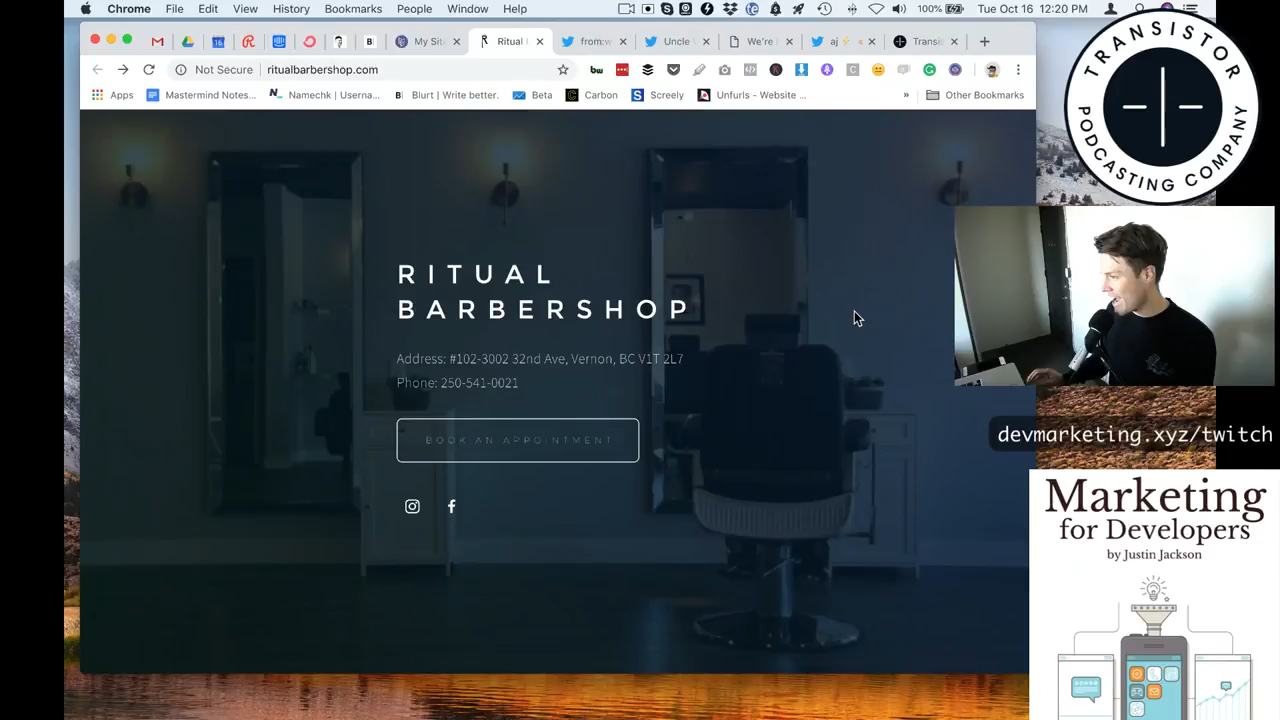 Chrome File Edit View History Bookmarks People Window Help 100% Tue Oct 16 12:20 PM
My S Ritual from:w Uncle We're aj Transis
Not Secure ritualbarbershop.com
Apps Mastermind Notes... Namechk | Userna... Blurt | Write better. Beta Carbon Screely Unfurls - Website ... » Other Bookmarks
TRANSISTOR
PODCASTING COMPANY
RITUAL
BARBERSHOP
Address: #102-3002 32nd Ave, Vernon, BC V1T 2L7
Phone: 250-541-0021
BOOK AN APPOINTMENT
devmarketing.xyz/twitch
Marketing
for Developers
by Justin Jackson